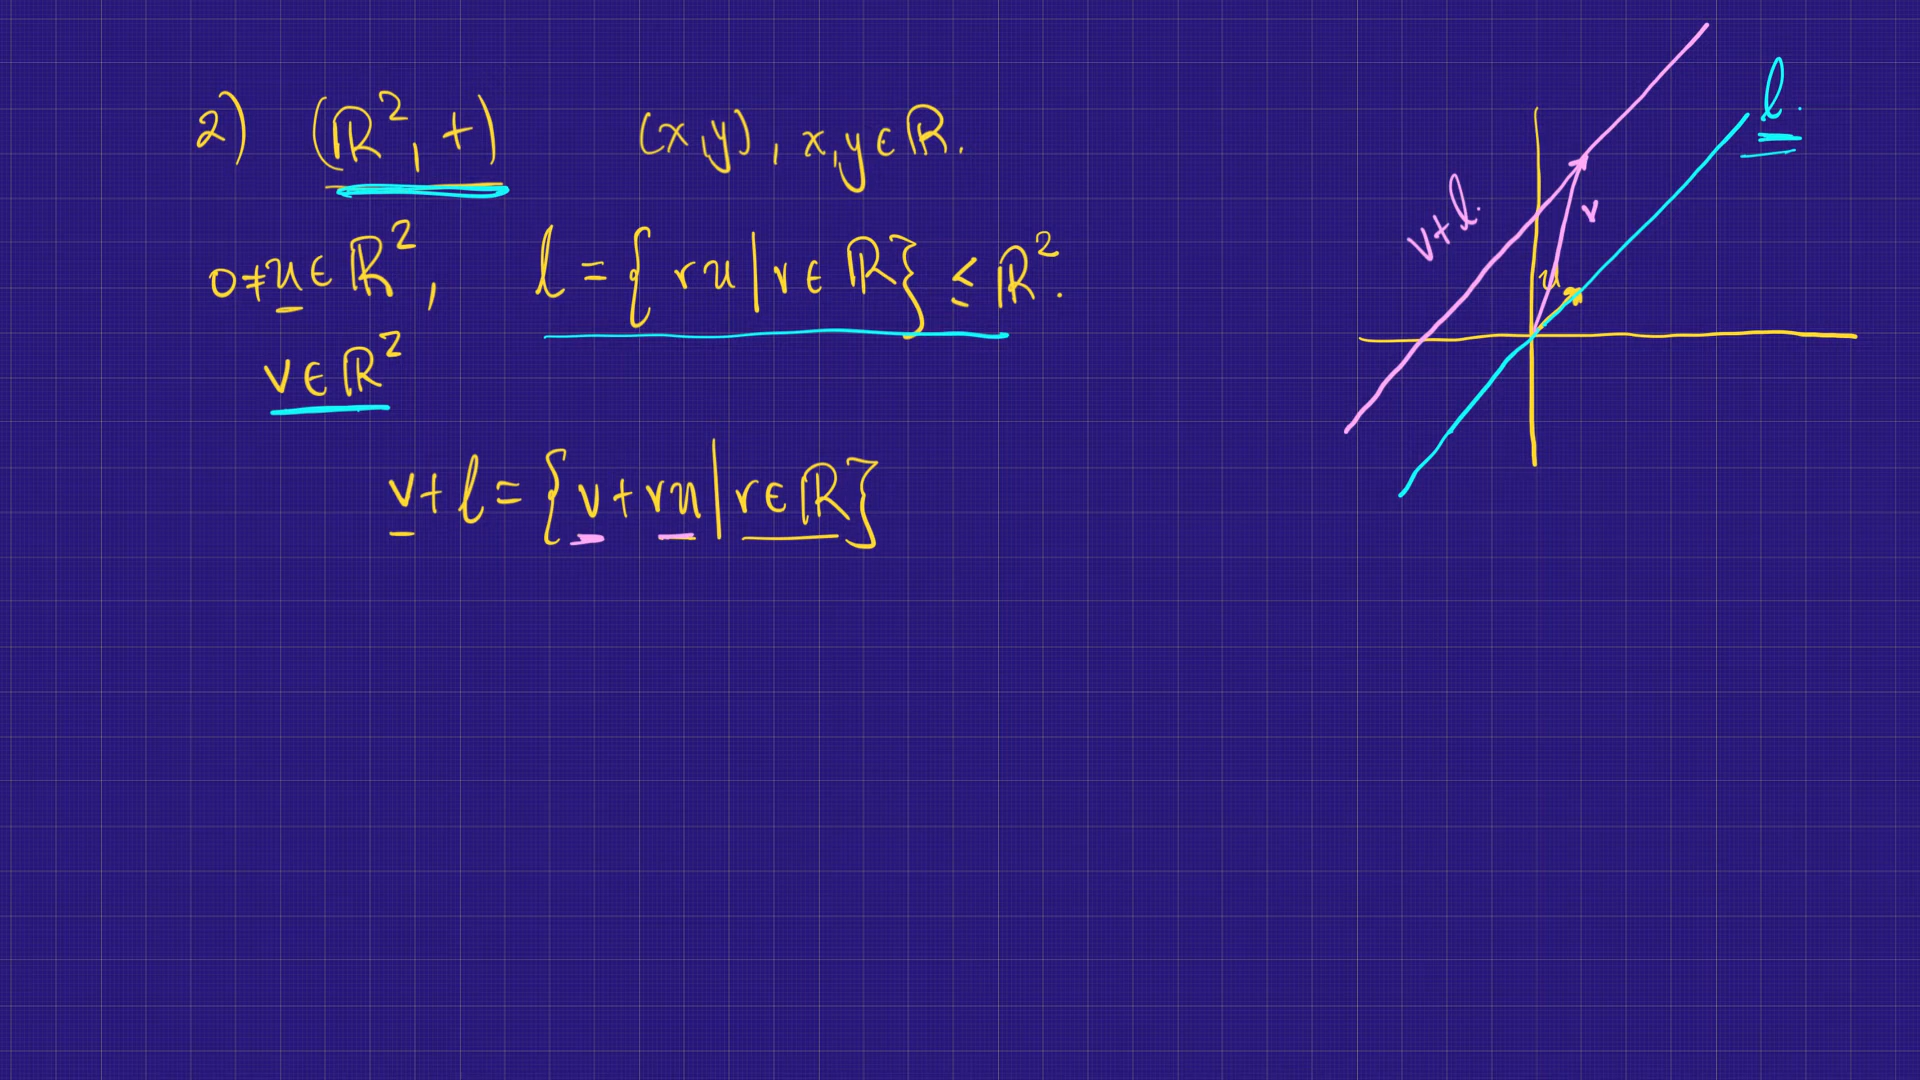 2) (ℝ², +) (x,y), x,y∈ℝ.
0≠u∈ℝ², l = { ru | r∈ℝ } ≤ ℝ².
v∈ℝ²
v+l = { v+ru | r∈ℝ }
l.
v+l.
v
u